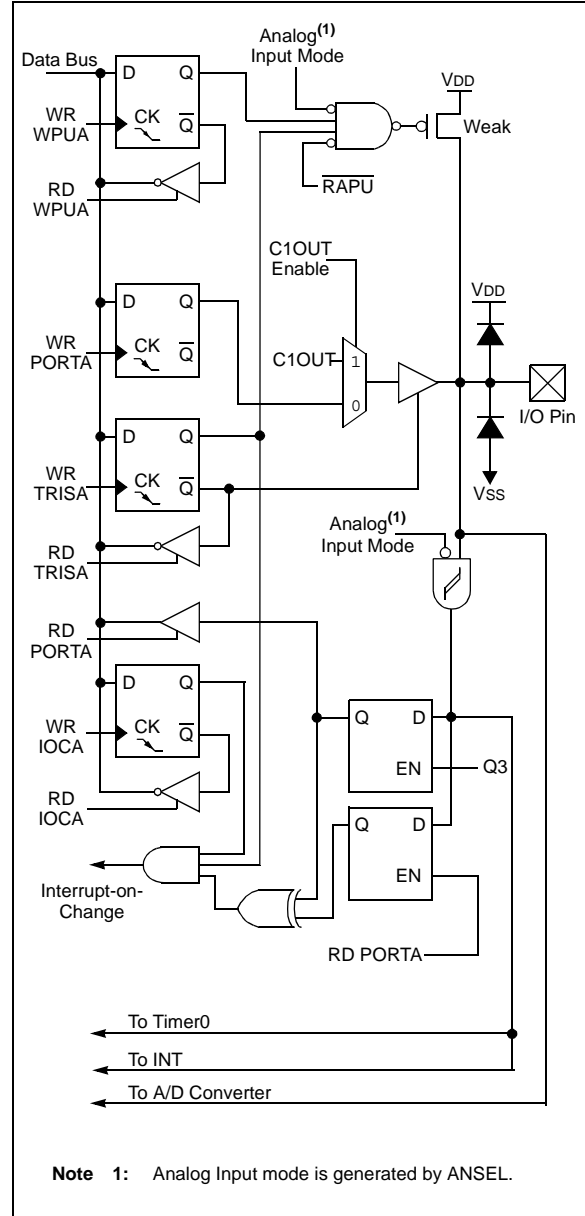 Analog(1)
Input Mode
Data Bus
D Q
VDD
WR
WPUA
CK
Q
Weak
RD
WPUA
RAPU
C1OUT
Enable
VDD
D Q
C1OUT
1
WR
PORTA
CK
Q
0
I/O Pin
D Q
WR
TRISA
CK
Q
VSS
Analog(1)
Input Mode
RD
TRISA
RD
PORTA
D Q
Q D
WR
IOCA
CK
Q
EN
Q3
RD
IOCA
Q D
EN
Interrupt-on-
Change
RD PORTA
To Timer0
To INT
To A/D Converter
Note 1: Analog Input mode is generated by ANSEL.